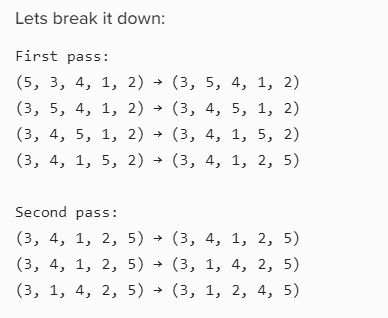 Lets break it down:
First pass:
(5, 3, 4, 1, 2) → (3, 5, 4, 1, 2)
(3, 5, 4, 1, 2) → (3, 4, 5, 1, 2)
(3, 4, 5, 1, 2) → (3, 4, 1, 5, 2)
(3, 4, 1, 5, 2) → (3, 4, 1, 2, 5)
Second pass:
(3, 4, 1, 2, 5) → (3, 4, 1, 2, 5)
(3, 4, 1, 2, 5) → (3, 1, 4, 2, 5)
(3, 1, 4, 2, 5) → (3, 1, 2, 4, 5)